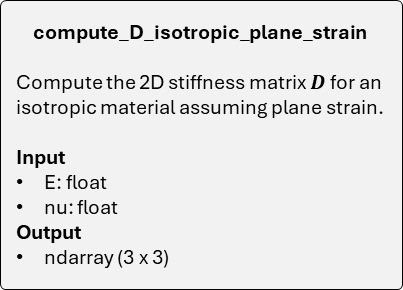 compute_D_isotropic_plane_strain
Compute the 2D stiffness matrix D for an
isotropic material assuming plane strain.
Input
• E: float
• nu: float
Output
• ndarray (3 x 3)